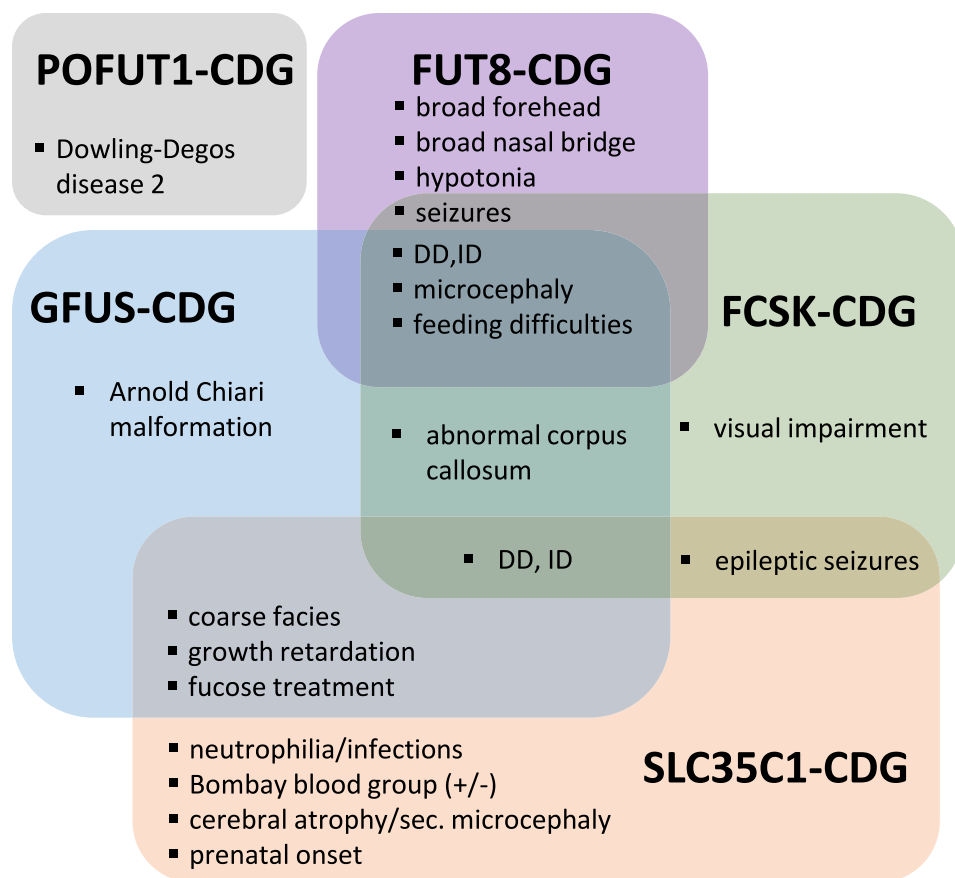 POFUT1-CDG
▪ Dowling-Degos
disease 2
FUT8-CDG
▪ broad forehead
▪ broad nasal bridge
▪ hypotonia
▪ seizures
▪ DD,ID
▪ microcephaly
▪ feeding difficulties
GFUS-CDG
▪ Arnold Chiari
malformation
FCSK-CDG
▪ abnormal corpus
callosum
▪ visual impairment
▪ DD, ID
▪ epileptic seizures
▪ coarse facies
▪ growth retardation
▪ fucose treatment
▪ neutrophilia/infections
▪ Bombay blood group (+/-)
▪ cerebral atrophy/sec. microcephaly
▪ prenatal onset
SLC35C1-CDG